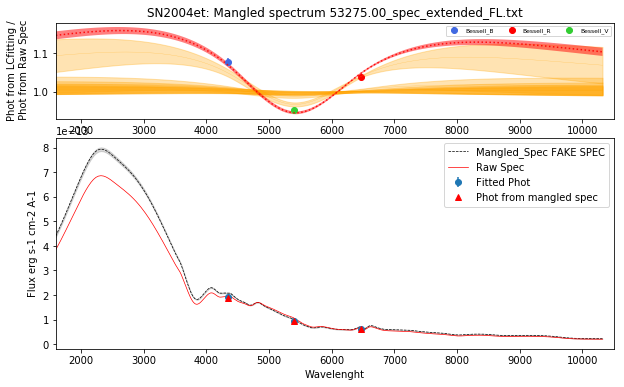 SN2004et: Mangled spectrum 53275.00_spec_extended_FL.txt
Phot from LCfitting /
Phot from Raw Spec
1.1
1.0
Bessell_B
Bessell_R
Bessell_V
2000 3000 4000 5000 6000 7000 8000 9000 10000
1e−13
Flux erg s-1 cm-2 A-1
8
7
6
5
4
3
2
1
0
Mangled_Spec FAKE SPEC
Raw Spec
Fitted Phot
Phot from mangled spec
2000 3000 4000 5000 6000 7000 8000 9000 10000
Wavelenght